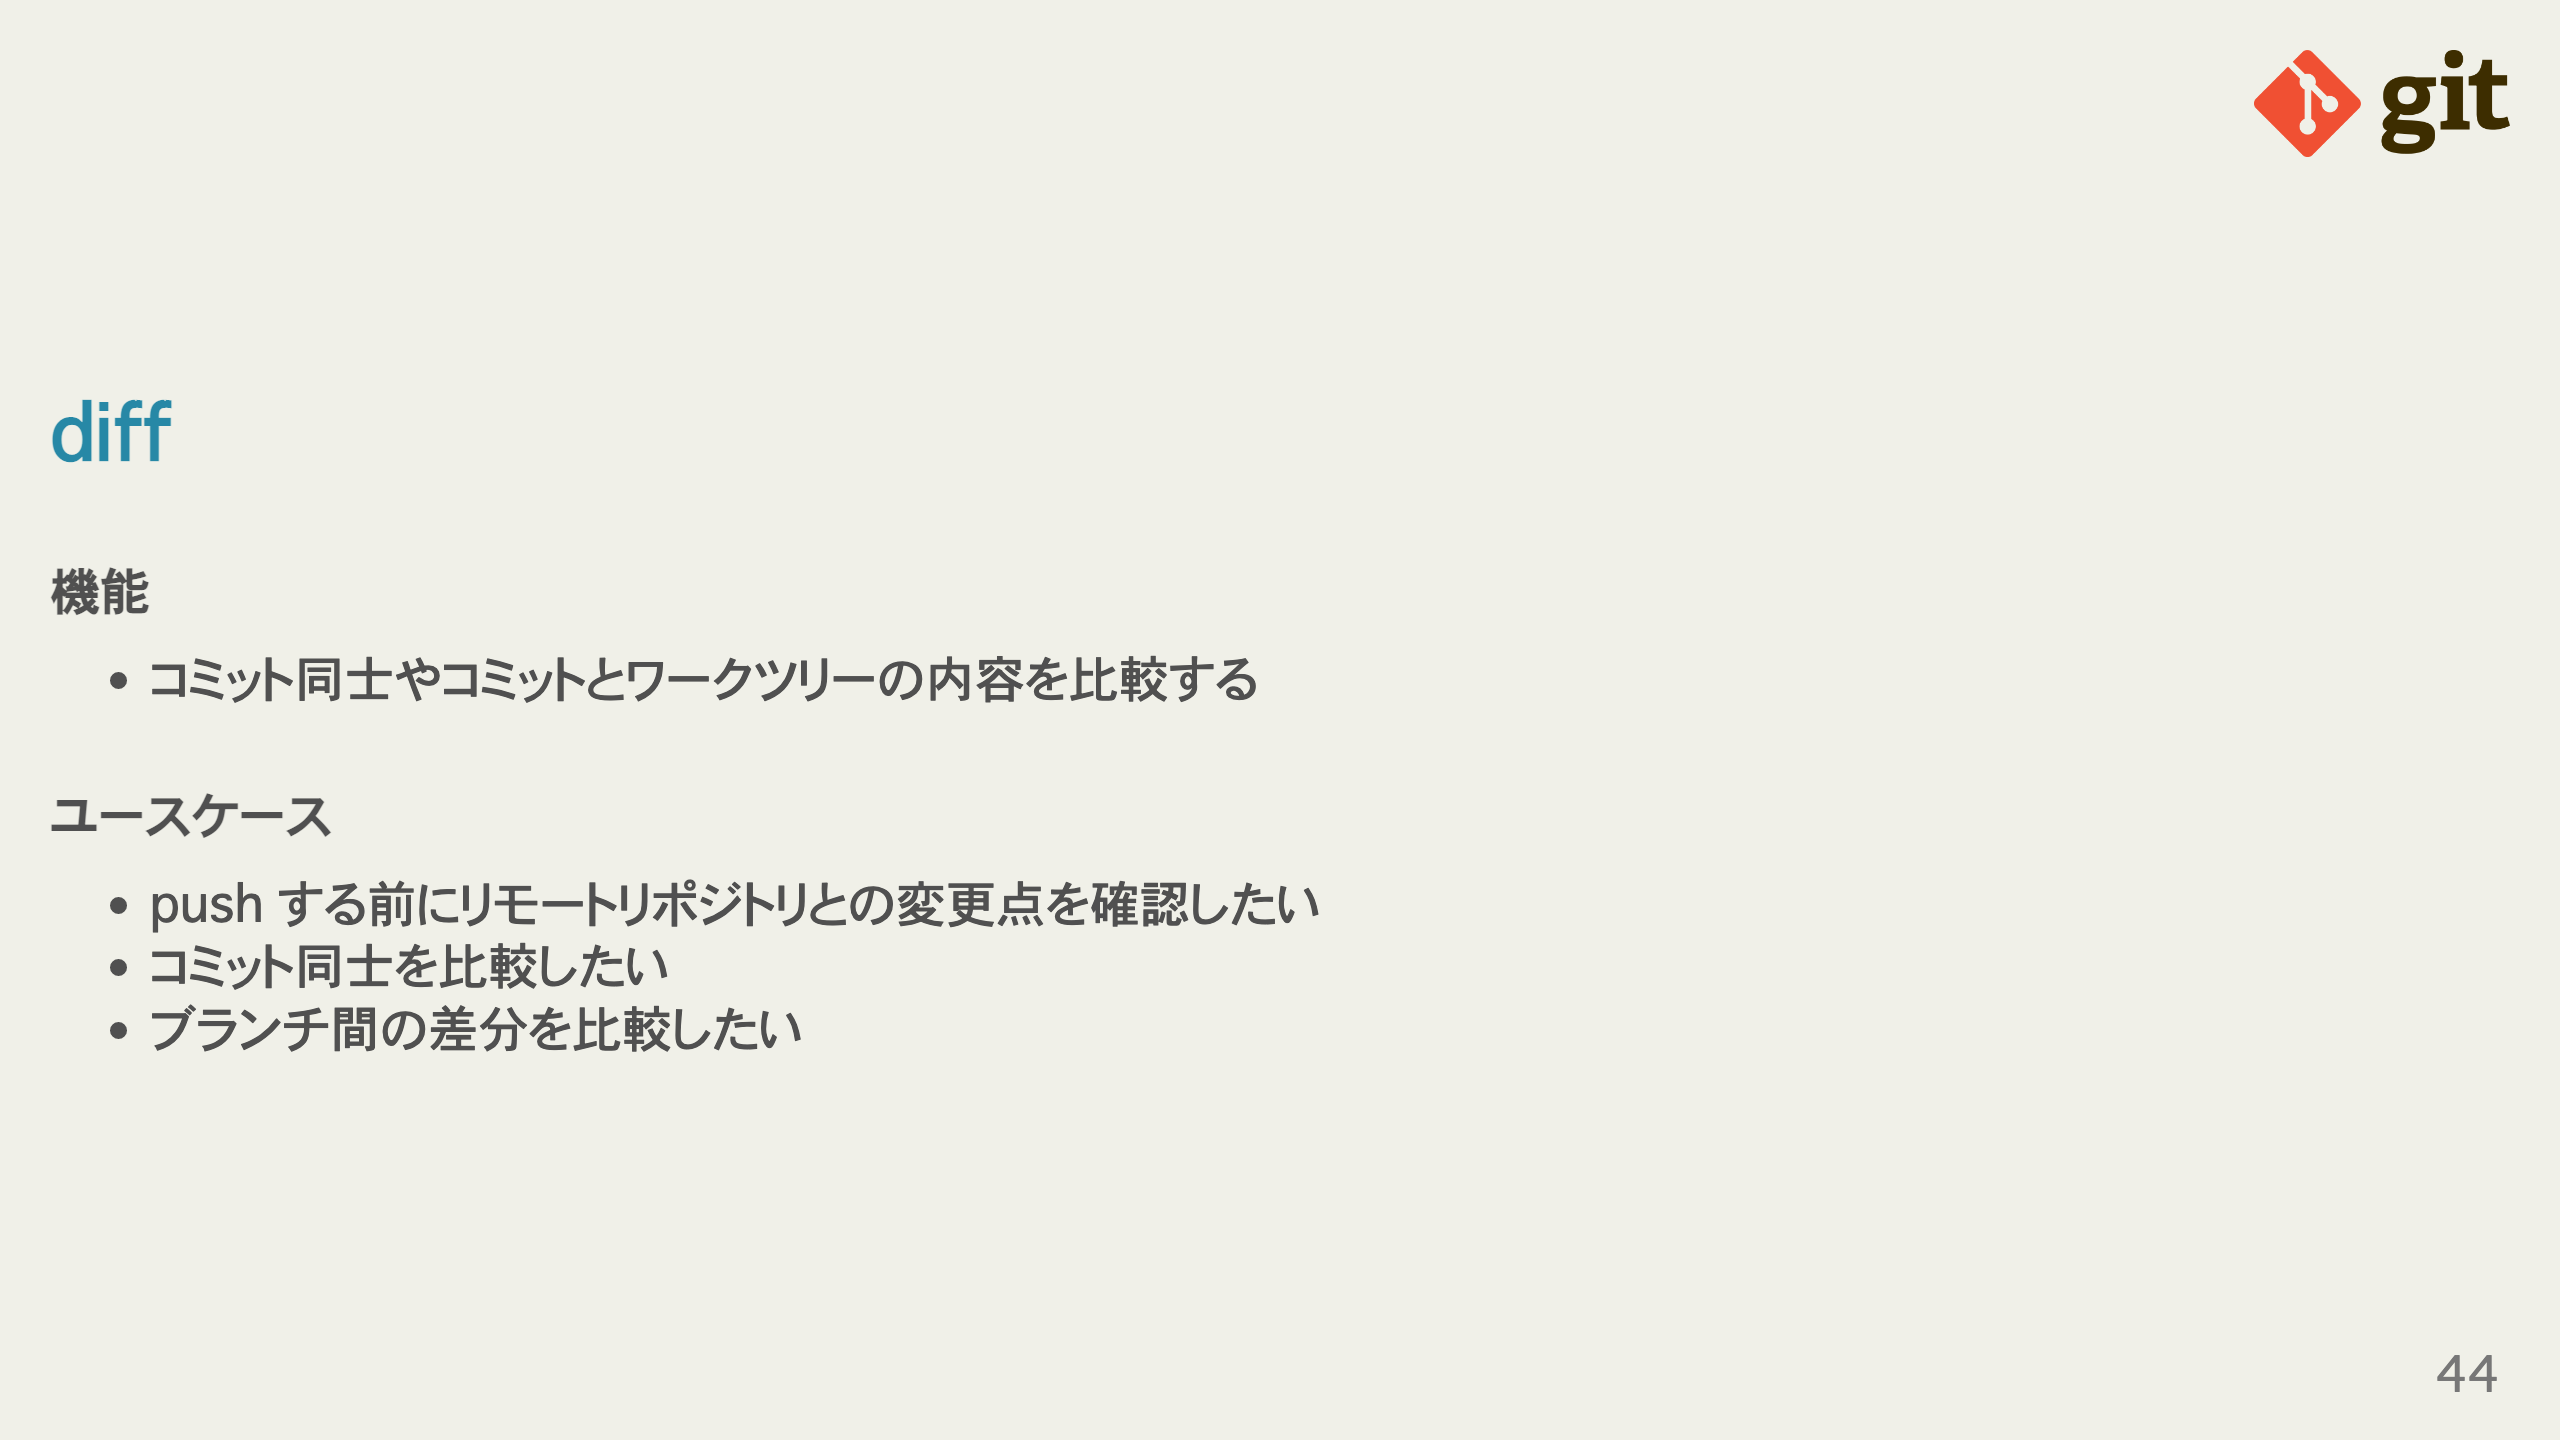 git
diff
機能
コミット同士やコミットとワークツリーの内容を比較する
ユースケース
push する前にリモートリポジトリとの変更点を確認したい
コミット同士を比較したい
ブランチ間の差分を比較したい
44